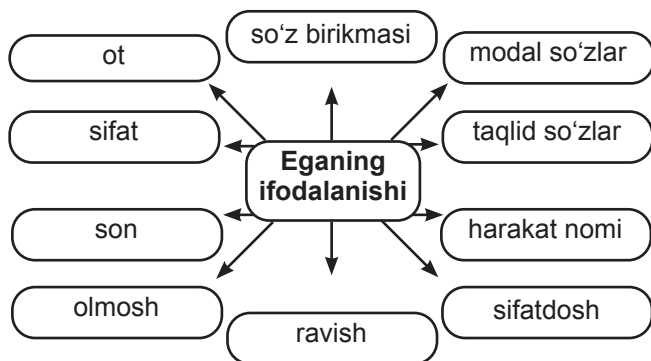 so‘z birikmasi
ot
modal so‘zlar
sifat
taqlid so‘zlar
Eganing
ifodalanishi
son
harakat nomi
olmosh
sifatdosh
ravish